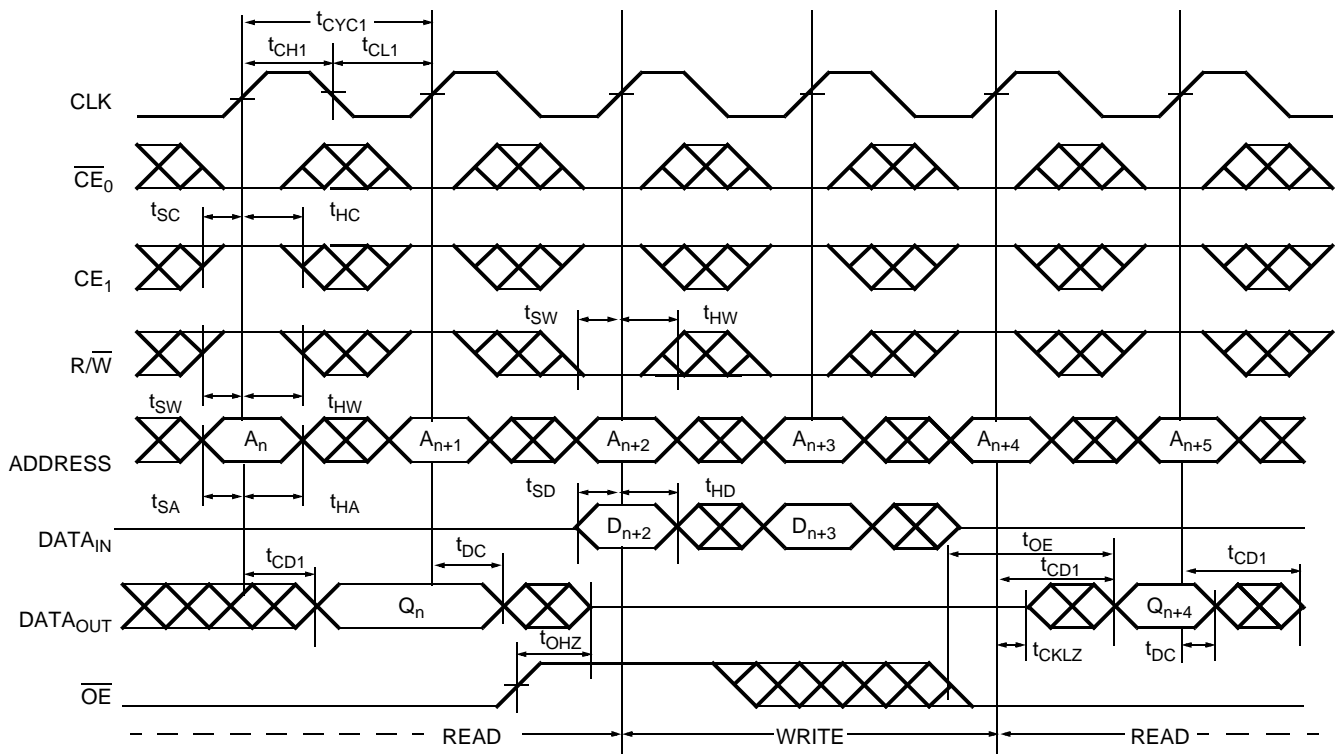 tCYC1
tCH1 tCL1
CLK
CE0
tSC tHC
CE1
tSW tHW
R/W
tSW tHW
ADDRESS An An+1 An+2 An+3 An+4 An+5
tSA tHA tSD tHD
DATAIN Dn+2 Dn+3
tOE
tCD1 tDC tCD1 tCD1
DATAOUT Qn Qn+4
tOHZ tCKLZ tDC
OE
READ WRITE READ